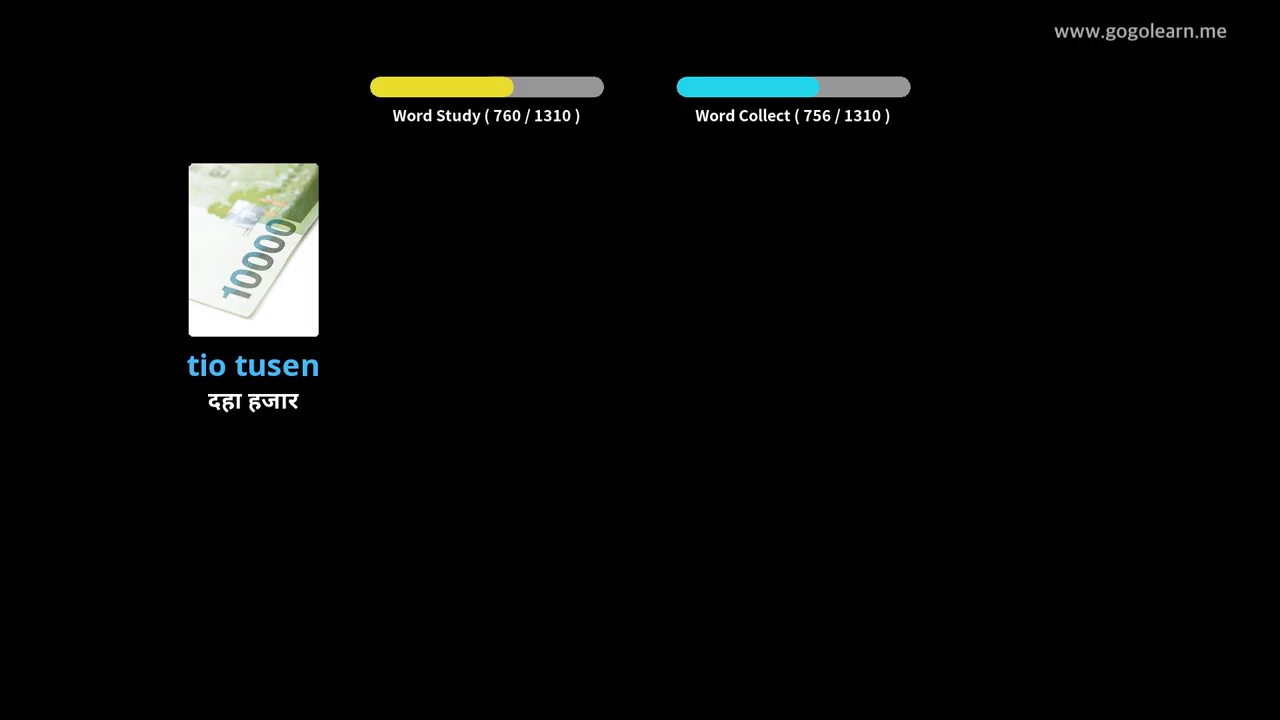 www.gogolearn.me
Word Study ( 760 / 1310 )
Word Collect ( 756 / 1310 )
10000
tio tusen
दहा हजार